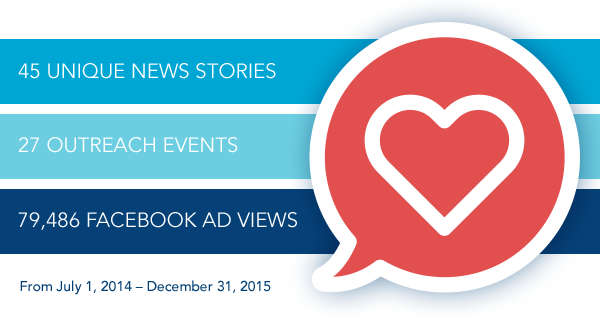 45 UNIQUE NEWS STORIES
27 OUTREACH EVENTS
79,486 FACEBOOK AD VIEWS
From July 1, 2014 – December 31, 2015